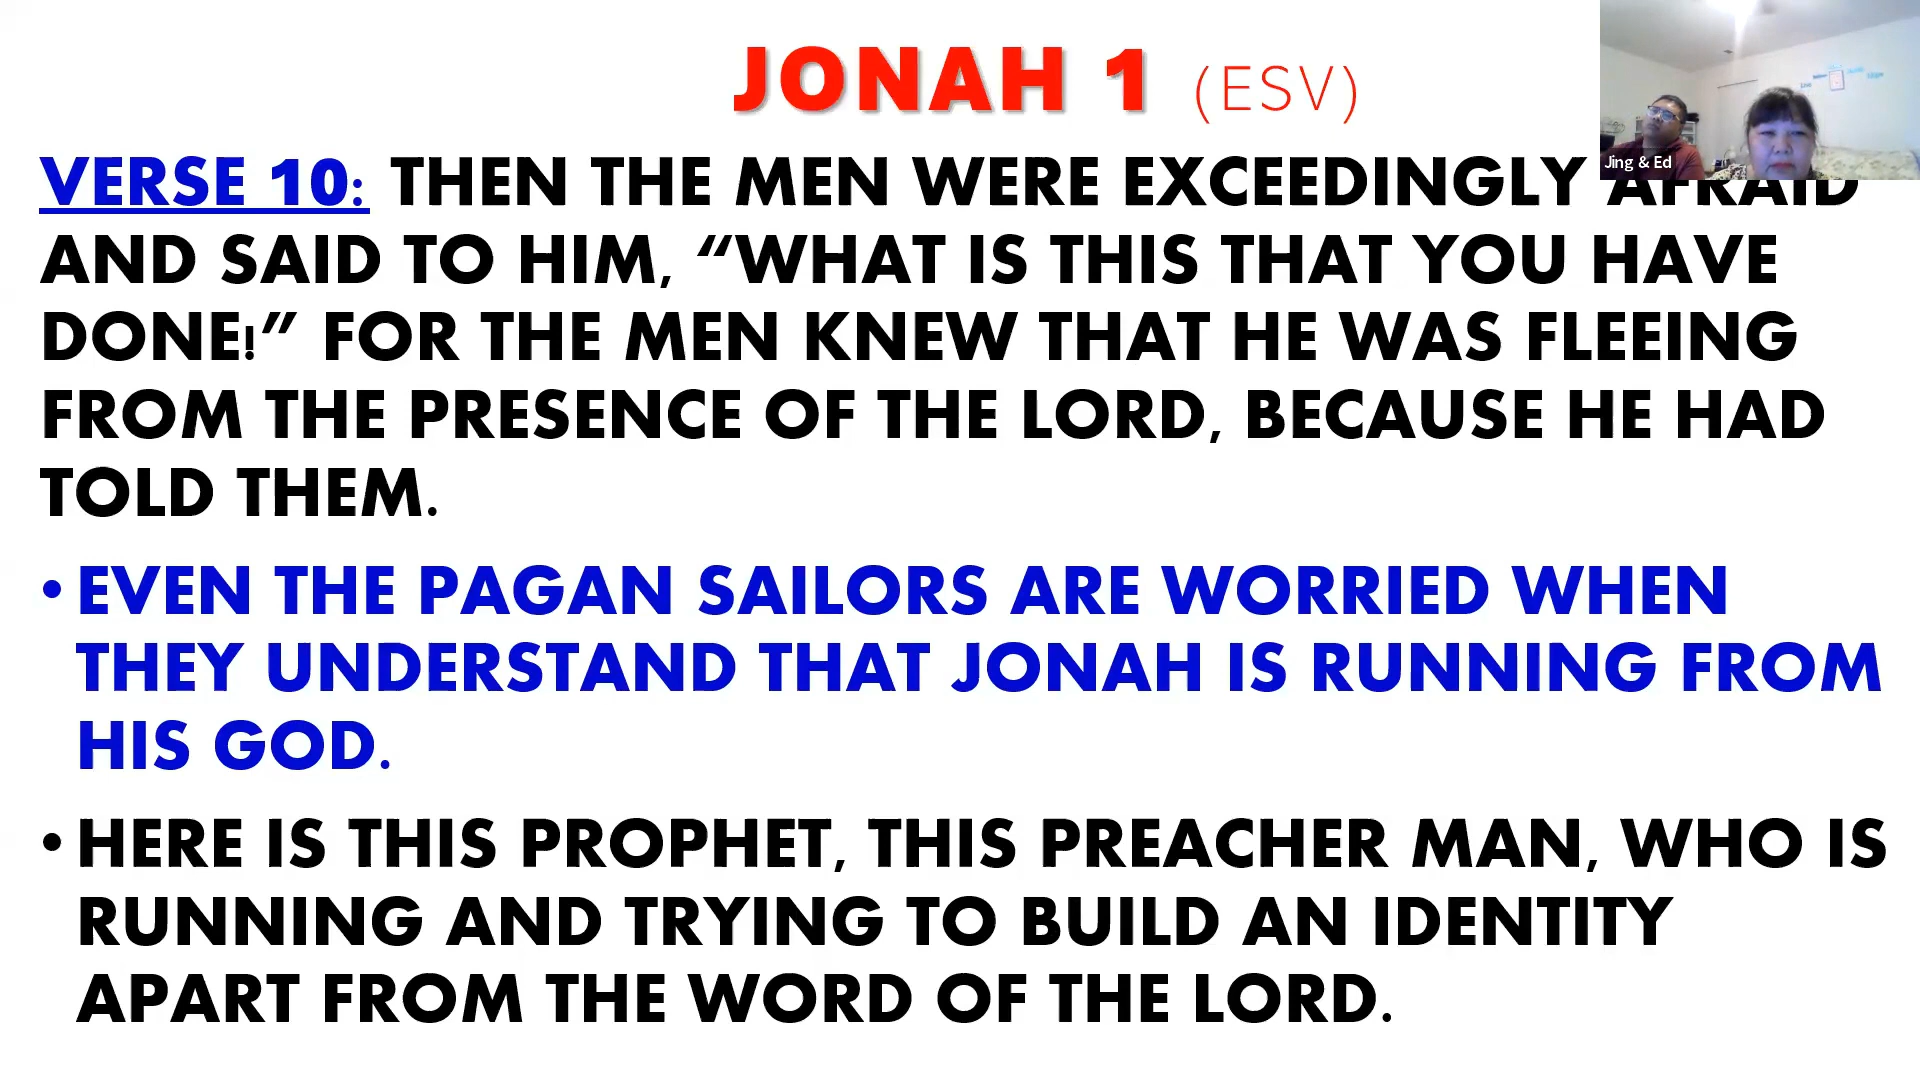 JONAH 1 (ESV)
Jing & Ed
VERSE 10: THEN THE MEN WERE EXCEEDINGLY AFRAID
AND SAID TO HIM, “WHAT IS THIS THAT YOU HAVE
DONE!” FOR THE MEN KNEW THAT HE WAS FLEEING
FROM THE PRESENCE OF THE LORD, BECAUSE HE HAD
TOLD THEM.
• EVEN THE PAGAN SAILORS ARE WORRIED WHEN
THEY UNDERSTAND THAT JONAH IS RUNNING FROM
HIS GOD.
• HERE IS THIS PROPHET, THIS PREACHER MAN, WHO IS
RUNNING AND TRYING TO BUILD AN IDENTITY
APART FROM THE WORD OF THE LORD.